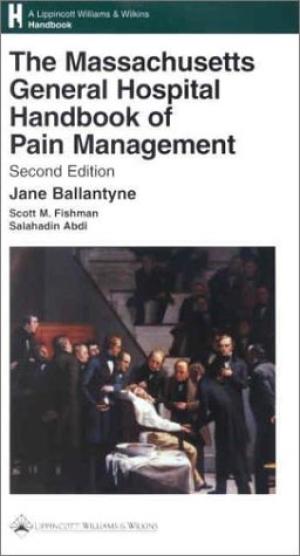 H
A Lippincott Williams & Wilkins
Handbook
The Massachusetts
General Hospital
Handbook of
Pain Management
Second Edition
Jane Ballantyne
Scott M. Fishman
Salahadin Abdi
LIPPINCOTT WILLIAMS & WILKINS